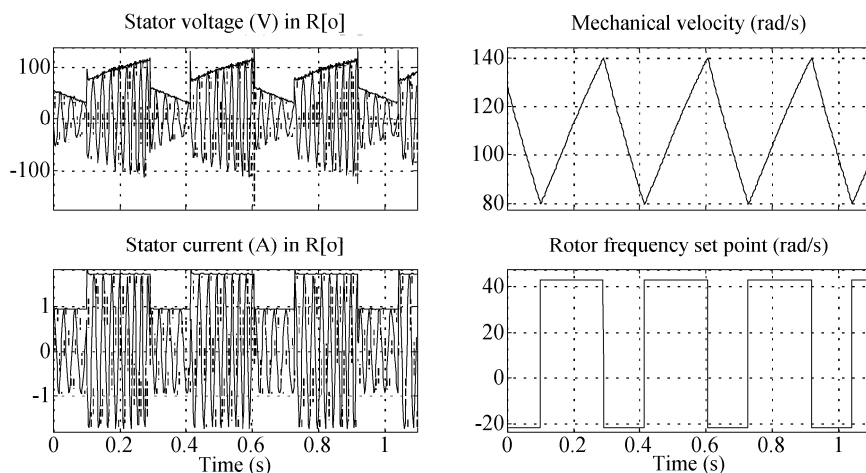 Stator voltage (V) in R[o]
100
0
-100
Mechanical velocity (rad/s)
140
120
100
80
Stator current (A) in R[o]
1
0
-1
0 0.2 0.4 0.6 0.8 1
Time (s)
Rotor frequency set point (rad/s)
40
20
0
-20
0 0.2 0.4 0.6 0.8 1
Time (s)